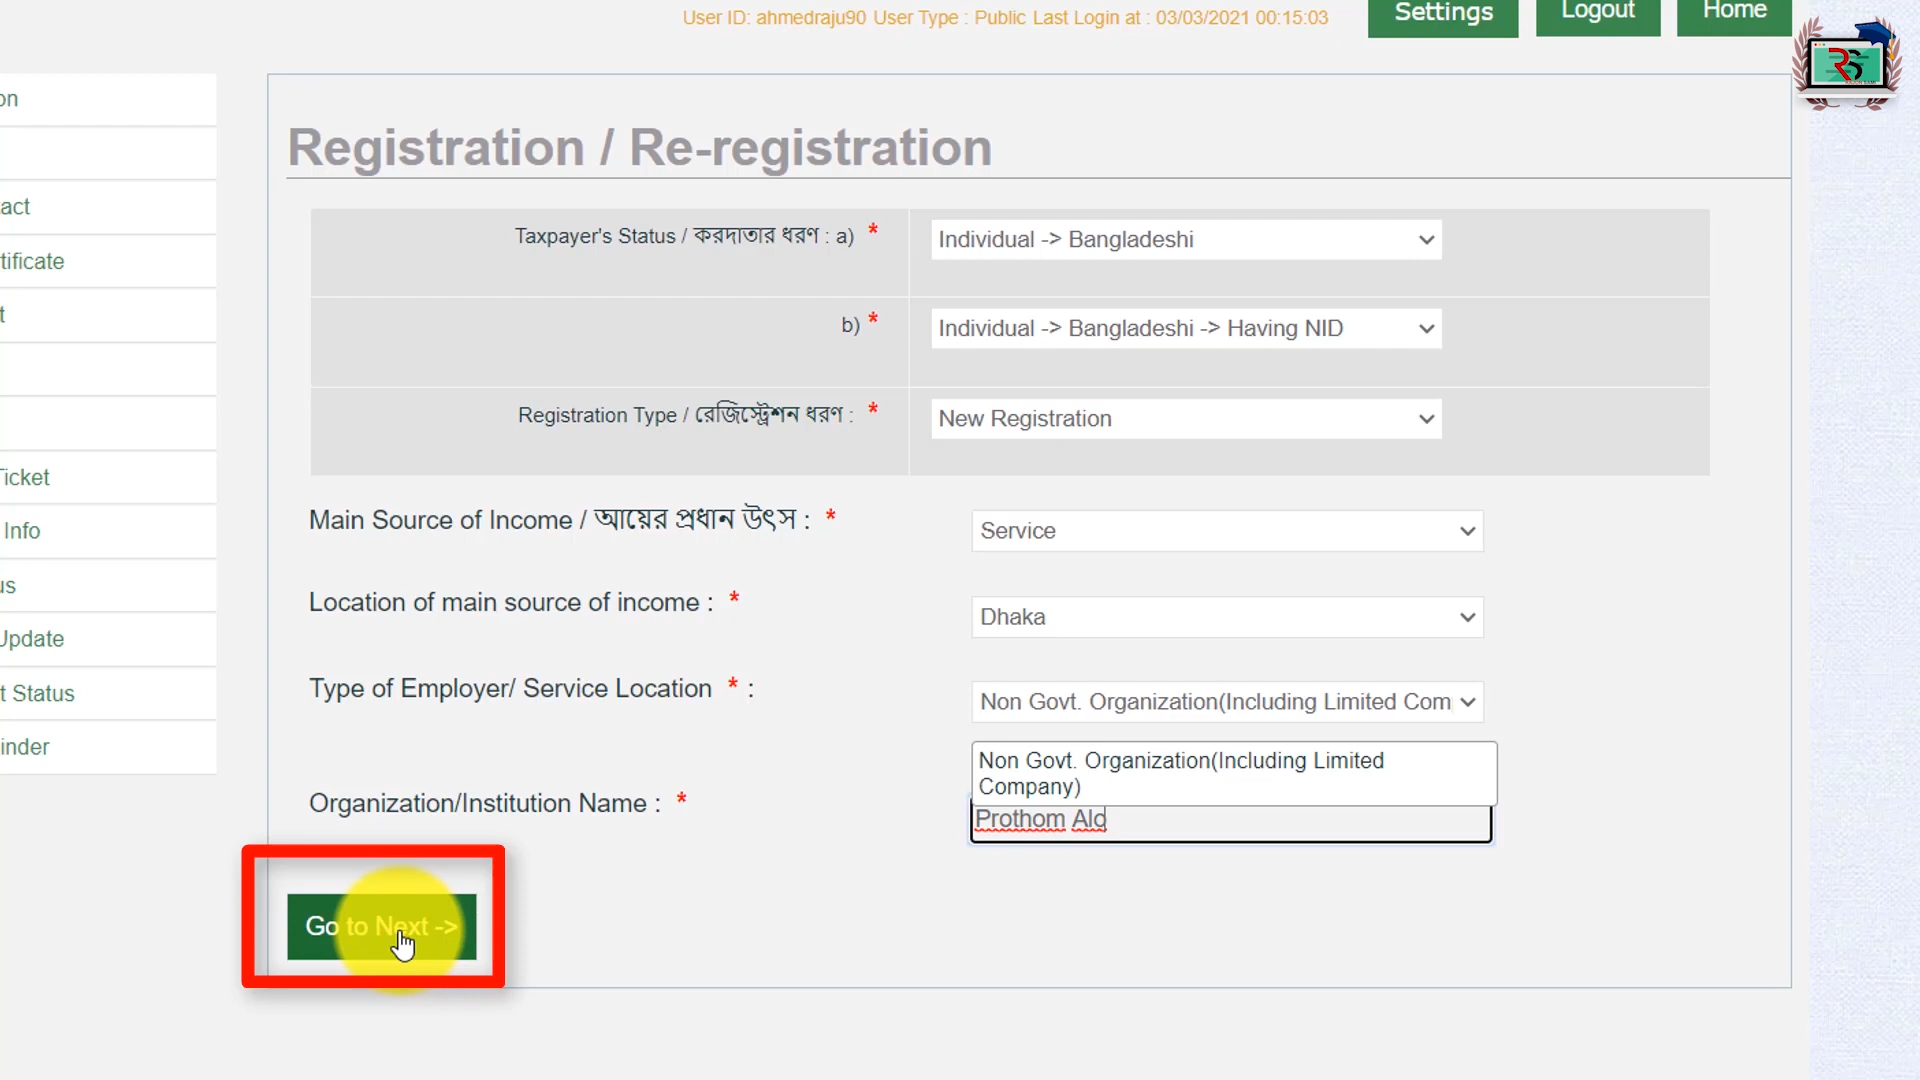 User ID: ahmedraju90 User Type : Public Last Login at : 03/03/2021 00:15:03
Settings
Logout
Home
RS
on
act
tificate
t
Ticket
Info
us
Update
t Status
inder
Registration / Re-registration
Taxpayer's Status / করদাতার ধরণ : a) *
Individual -> Bangladeshi
b) *
Individual -> Bangladeshi -> Having NID
Registration Type / রেজিস্ট্রেশন ধরণ : *
New Registration
Main Source of Income / আয়ের প্রধান উৎস : *
Service
Location of main source of income : *
Dhaka
Type of Employer/ Service Location * :
Non Govt. Organization(Including Limited Com
Non Govt. Organization(Including Limited
Company)
Organization/Institution Name : *
Prothom Alo
Go to Next ->